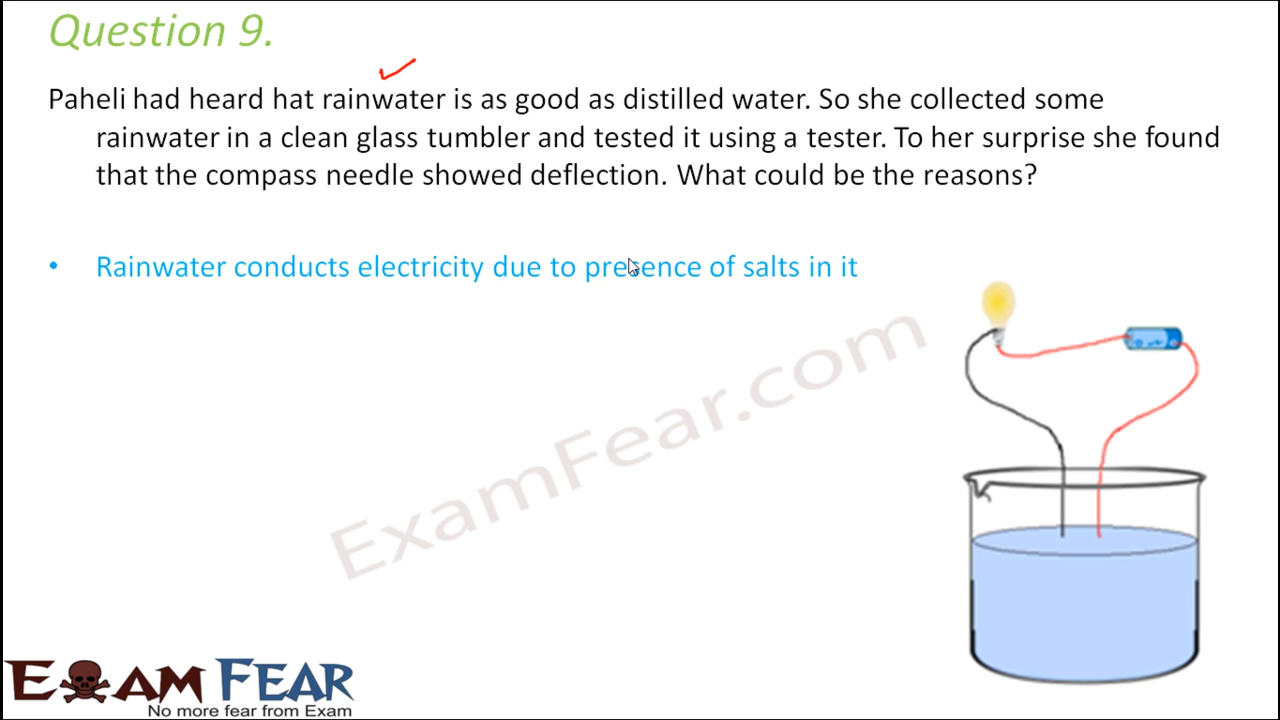 Question 9.
Paheli had heard hat rainwater is as good as distilled water. So she collected some
rainwater in a clean glass tumbler and tested it using a tester. To her surprise she found
that the compass needle showed deflection. What could be the reasons?
• Rainwater conducts electricity due to presence of salts in it
ExamFear.com
EXAM FEAR
No more fear from Exam